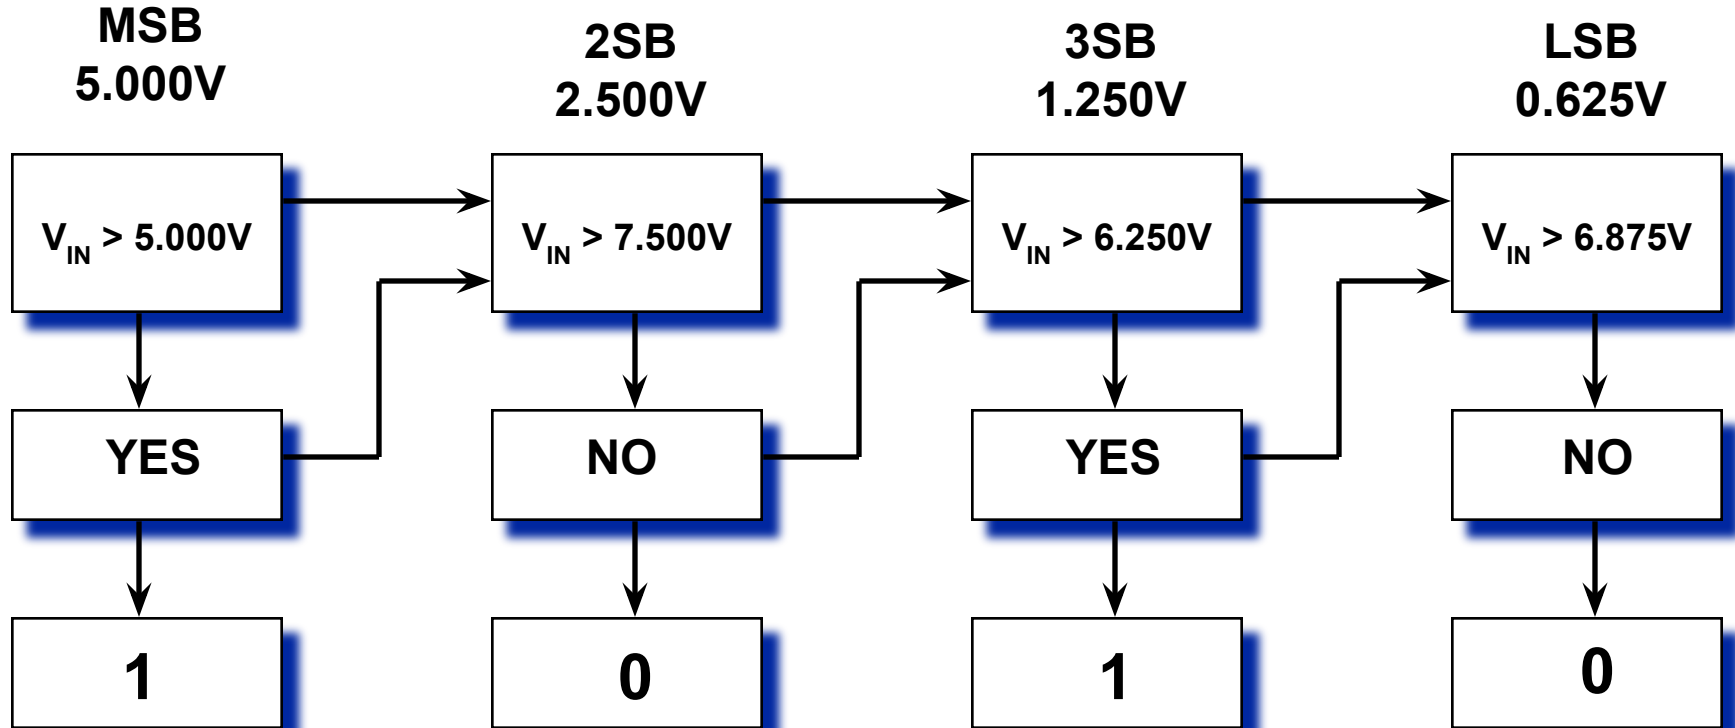 MSB
5.000V
2SB
2.500V
3SB
1.250V
LSB
0.625V
VIN > 5.000V
VIN > 7.500V
VIN > 6.250V
VIN > 6.875V
YES
NO
YES
NO
1
0
1
0